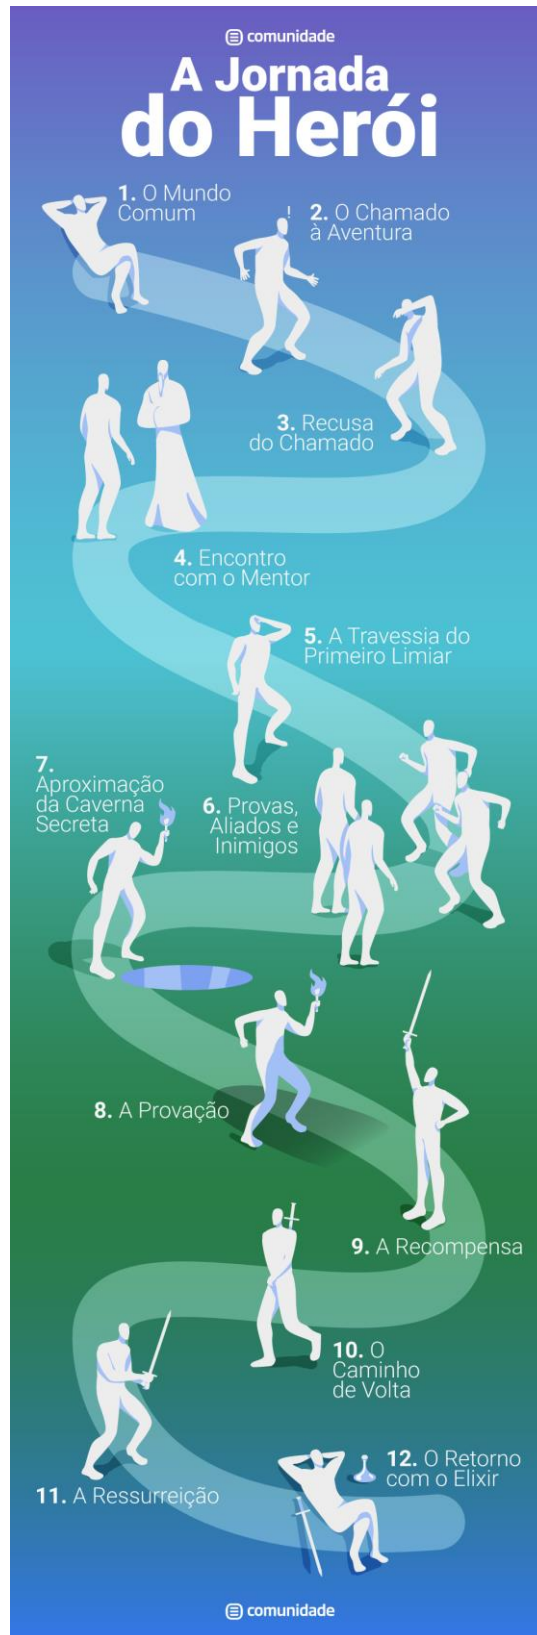 comunidade
A Jornada
do Herói
1. O Mundo
Comum
!
2. O Chamado
à Aventura
3. Recusa
do Chamado
4. Encontro
com o Mentor
5. A Travessia do
Primeiro Limiar
6. Provas,
Aliados e
Inimigos
7.
Aproximação
da Caverna
Secreta
8. A Provação
9. A Recompensa
10. O
Caminho
de Volta
11. A Ressurreição
12. O Retorno
com o Elixir
comunidade